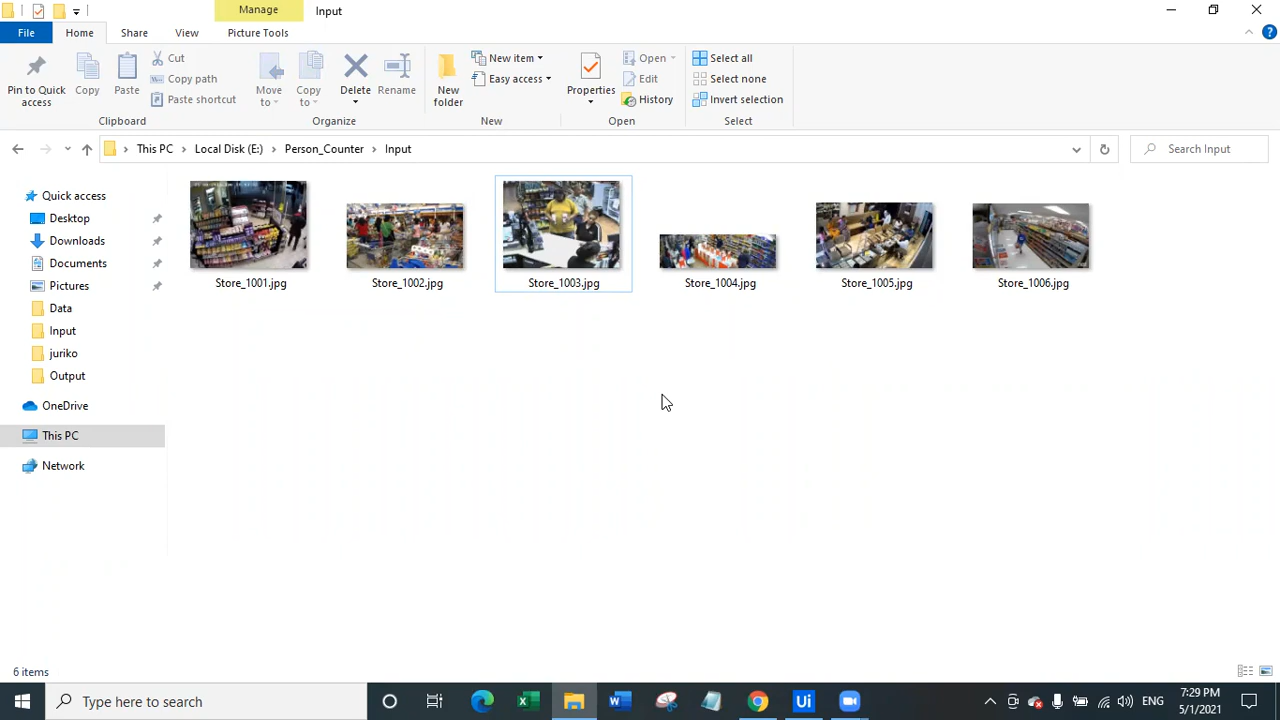 Manage Input
File Home Share View Picture Tools
Pin to Quick access
Copy
Paste
Cut
Copy path
Paste shortcut
Clipboard
Move to
Copy to
Delete
Rename
Organize
New folder
New item
Easy access
New
Properties
Open
Edit
History
Open
Select all
Select none
Invert selection
Select
This PC Local Disk (E:) Person_Counter Input
Search Input
Quick access
Desktop
Downloads
Documents
Pictures
Data
Input
juriko
Output
OneDrive
This PC
Network
Store_1001.jpg Store_1002.jpg Store_1003.jpg Store_1004.jpg Store_1005.jpg Store_1006.jpg
6 items
Type here to search
Ui
ENG
7:29 PM
5/1/2021